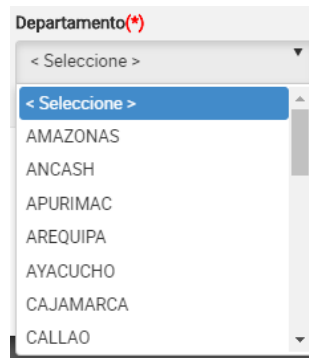 Departamento(*)
< Seleccione >
< Seleccione >
AMAZONAS
ANCASH
APURIMAC
AREQUIPA
AYACUCHO
CAJAMARCA
CALLAO